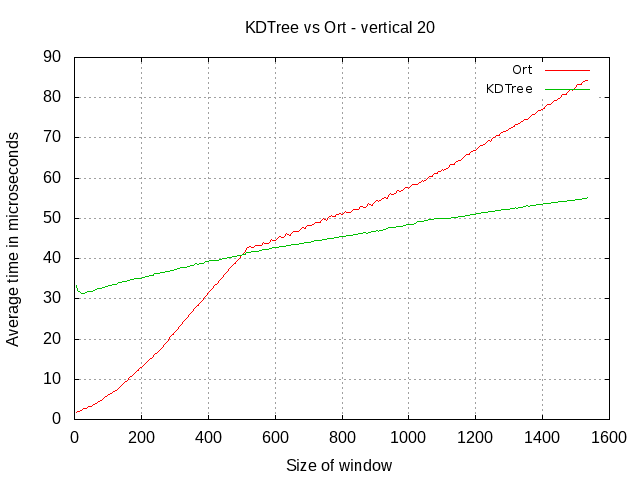 KDTree vs Ort - vertical 20
Ort
KDTree
90
80
70
60
50
40
30
20
10
0
Average time in microseconds
0 200 400 600 800 1000 1200 1400 1600
Size of window